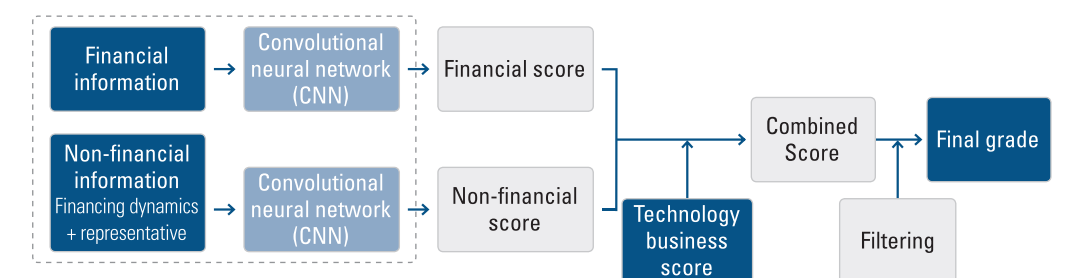 Financial
information
Convolutional
neural network
(CNN)
Financial score
Non-financial
information
Financing dynamics
+ representative
Convolutional
neural network
(CNN)
Non-financial
score
Technology
business
score
Combined
Score
Filtering
Final grade